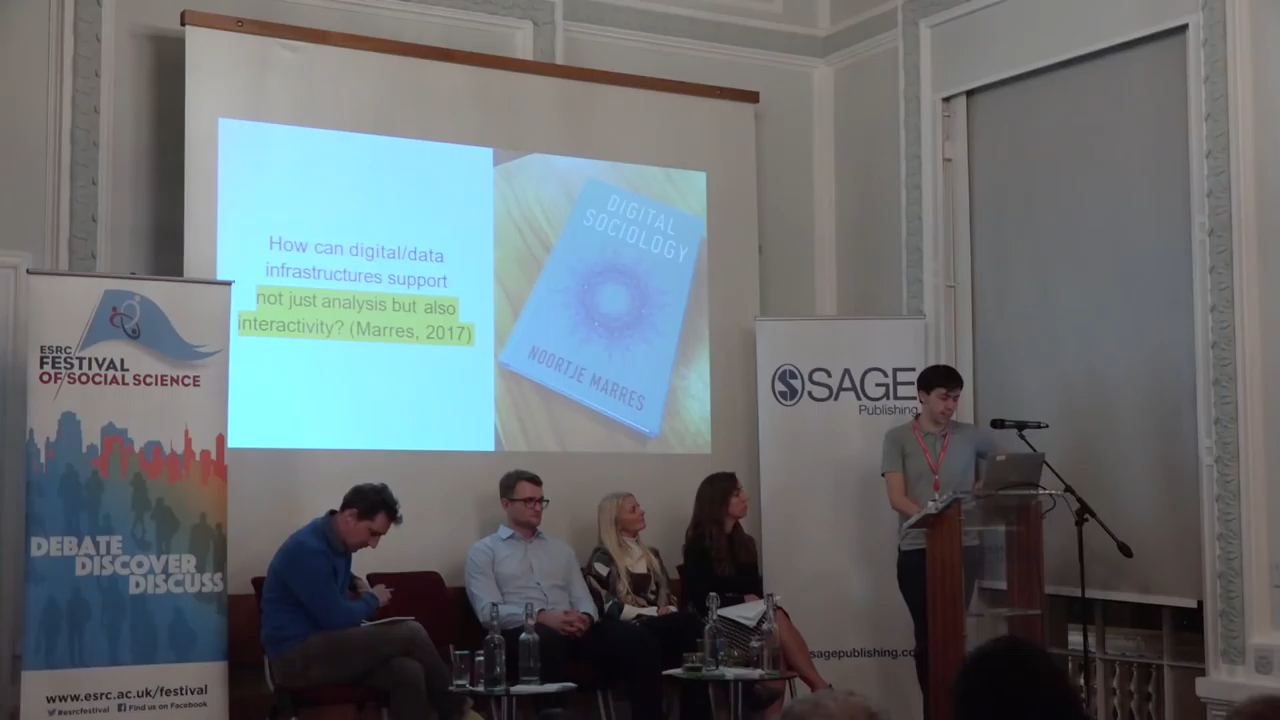 How can digital/data
infrastructures support
not just analysis but also
interactivity? (Marres, 2017)
DIGITAL
SOCIOLOGY
NOORTJE MARRES
ESRC
FESTIVAL
OF SOCIAL SCIENCE
DEBATE
DISCOVER
DISCUSS
www.esrc.ac.uk/festival
#esrcfestival Find us on Facebook
SAGE
Publishing
sagepublishing.co